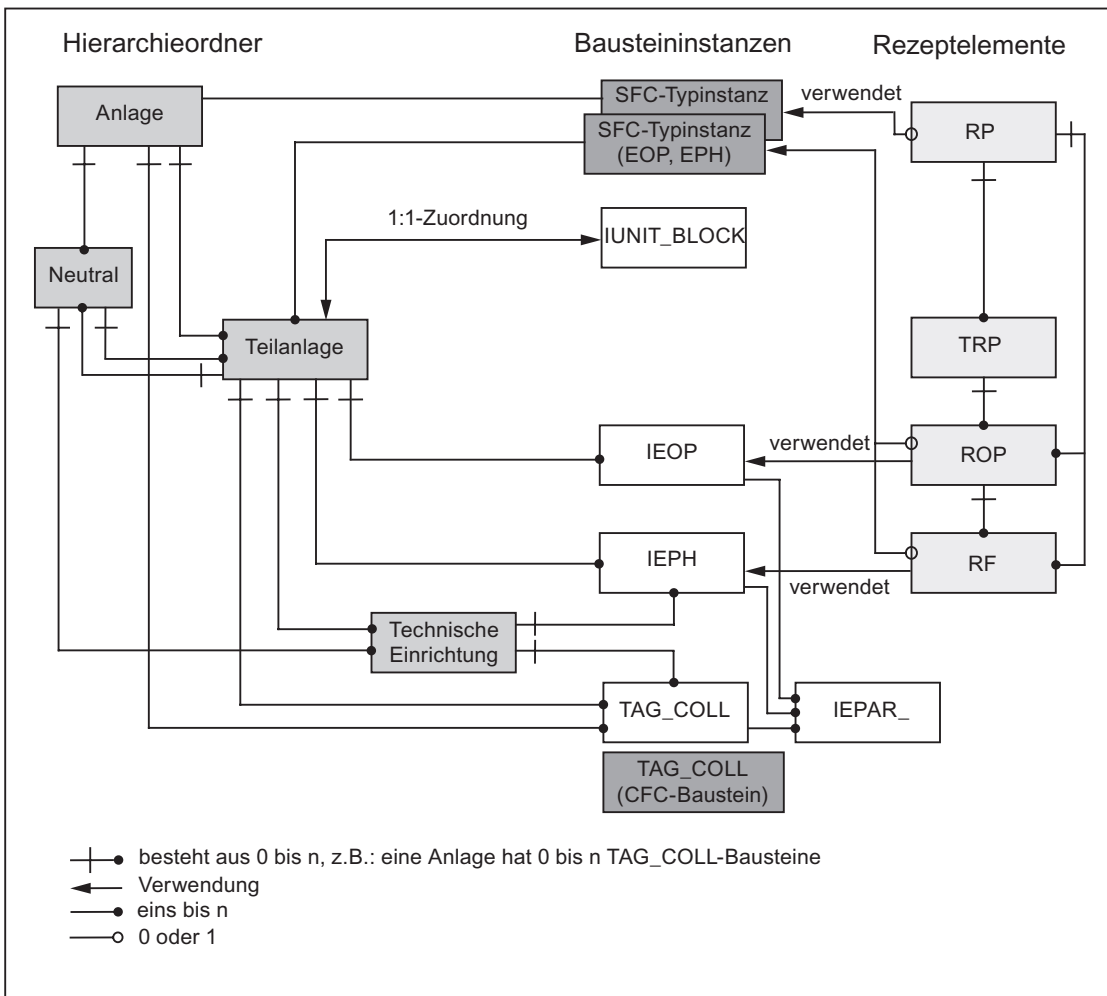 Hierarchieordner
Bausteininstanzen
Rezeptelemente
Anlage
SFC-Typinstanz
verwendet
SFC-Typinstanz
(EOP, EPH)
RP
1:1-Zuordnung
IUNIT_BLOCK
Neutral
Teilanlage
TRP
IEOP
verwendet
ROP
IEPH
RF
verwendet
Technische
Einrichtung
TAG_COLL
IEPAR_
TAG_COLL
(CFC-Baustein)
besteht aus 0 bis n, z.B.: eine Anlage hat 0 bis n TAG_COLL-Bausteine
Verwendung
eins bis n
0 oder 1